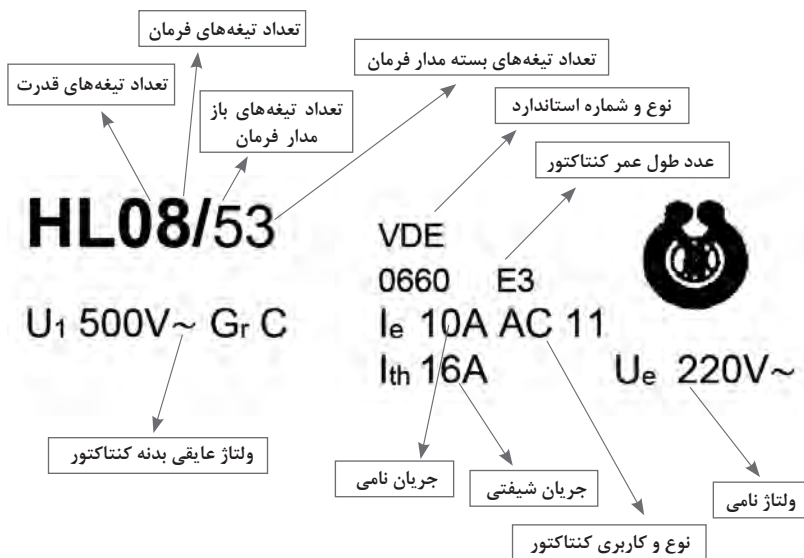 تعداد تیغه‌های فرمان
تعداد تیغه‌های بسته مدار فرمان
تعداد تیغه‌های قدرت
تعداد تیغه‌های باز
مدار فرمان
نوع و شماره استاندارد
عدد طول عمر کنتاکتور
HL08/53
VDE
0660 E3
U1 500V~ Gr C
Ie 10A AC 11
Ith 16A
Ue 220V~
ولتاژ عایقی بدنه کنتاکتور
جریان نامی
جریان شیفتی
ولتاژ نامی
نوع و کاربری کنتاکتور